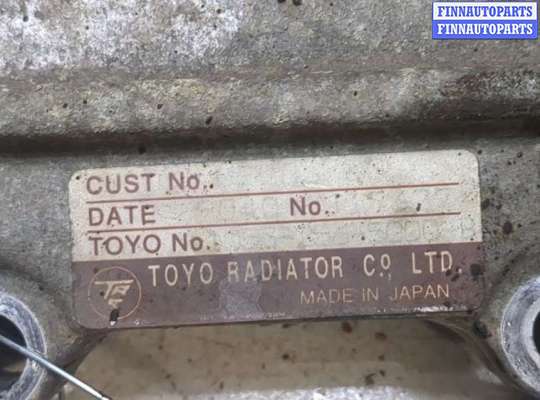 FINNAUTOPARTS
FINNAUTOPARTS
CUST No.
DATE No.
TOYO No.
TOYO RADIATOR Co. LTD.
MADE IN JAPAN